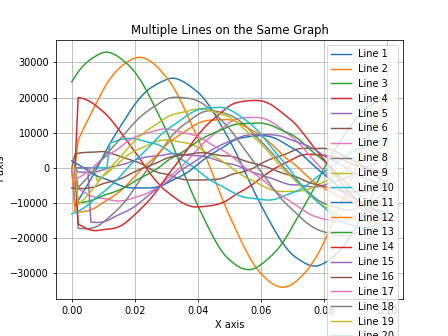 Multiple Lines on the Same Graph
30000
20000
10000
0
−10000
−20000
−30000
0.00
0.02
0.04
0.06
X axis
Line 1
Line 2
Line 3
Line 4
Line 5
Line 6
Line 7
Line 8
Line 9
Line 10
Line 11
Line 12
Line 13
Line 14
Line 15
Line 16
Line 17
Line 18
Line 19
Line 20